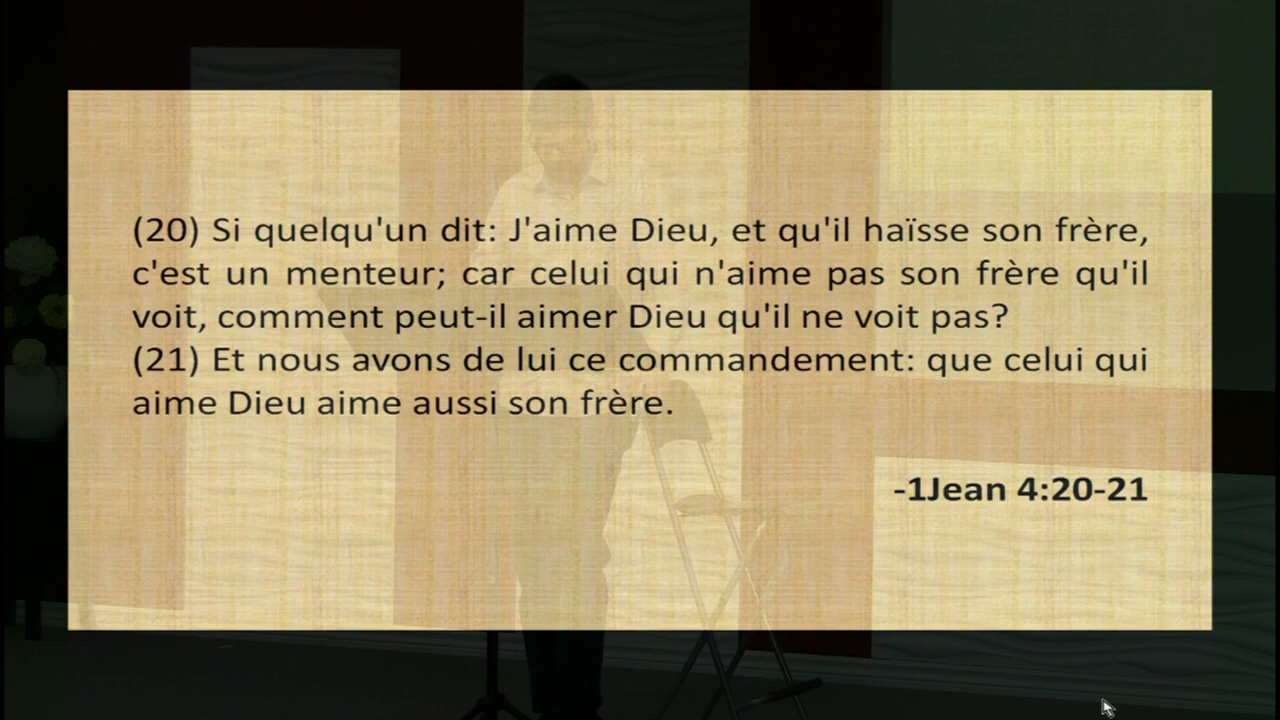 (20) Si quelqu'un dit: J'aime Dieu, et qu'il haïsse son frère,
c'est un menteur; car celui qui n'aime pas son frère qu'il
voit, comment peut-il aimer Dieu qu'il ne voit pas?
(21) Et nous avons de lui ce commandement: que celui qui
aime Dieu aime aussi son frère.
-1Jean 4:20-21